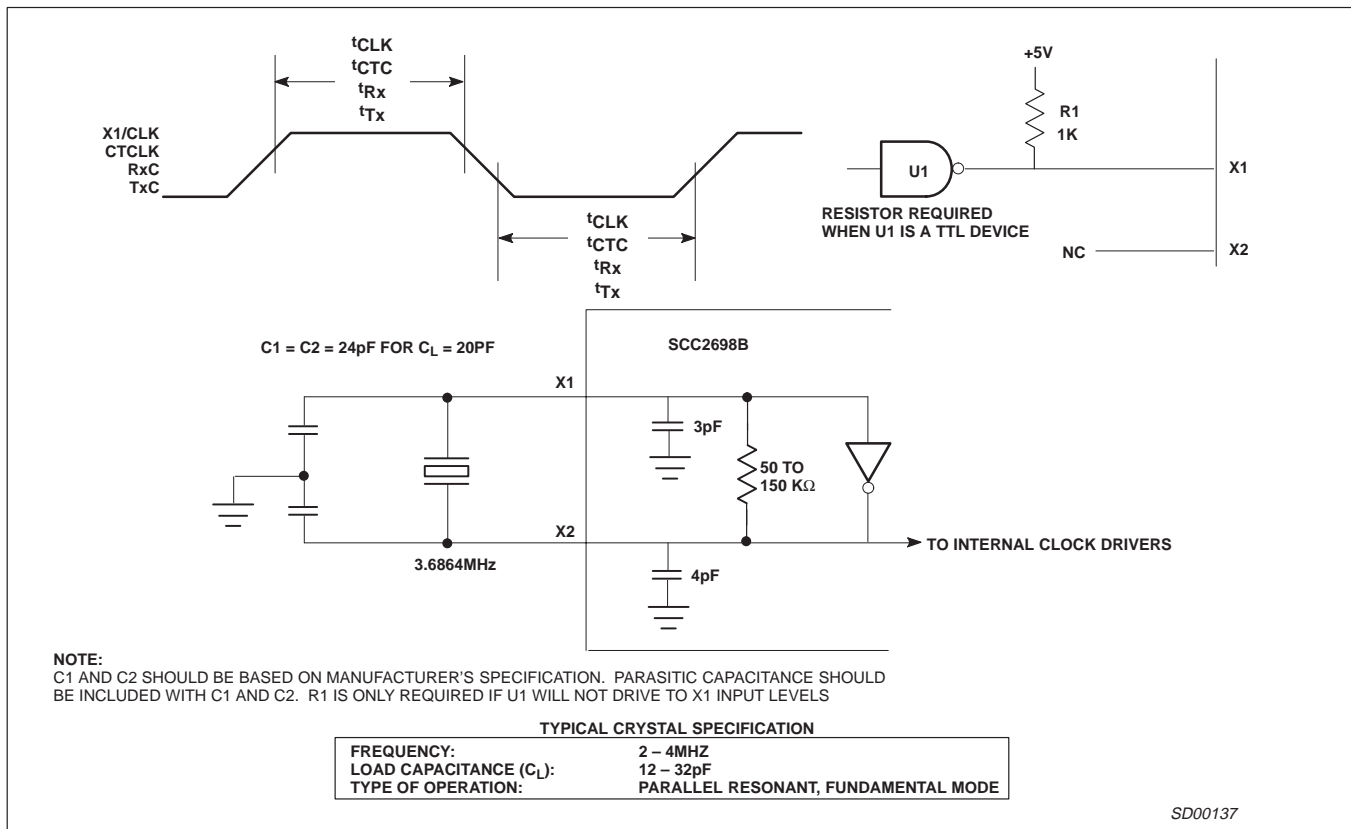 tCLK
tCTC
tRx
tTx
X1/CLK
CTCLK
RxC
TxC
tCLK
tCTC
tRx
tTx
+5V
R1
1K
U1
X1
RESISTOR REQUIRED
WHEN U1 IS A TTL DEVICE
NC
X2
C1 = C2 = 24pF FOR CL = 20PF
SCC2698B
X1
3pF
50 TO
150 KΩ
X2
TO INTERNAL CLOCK DRIVERS
3.6864MHz
4pF
NOTE:
C1 AND C2 SHOULD BE BASED ON MANUFACTURER'S SPECIFICATION. PARASITIC CAPACITANCE SHOULD
BE INCLUDED WITH C1 AND C2. R1 IS ONLY REQUIRED IF U1 WILL NOT DRIVE TO X1 INPUT LEVELS
TYPICAL CRYSTAL SPECIFICATION
FREQUENCY: 2 – 4MHZ
LOAD CAPACITANCE (CL): 12 – 32pF
TYPE OF OPERATION: PARALLEL RESONANT, FUNDAMENTAL MODE
SD00137